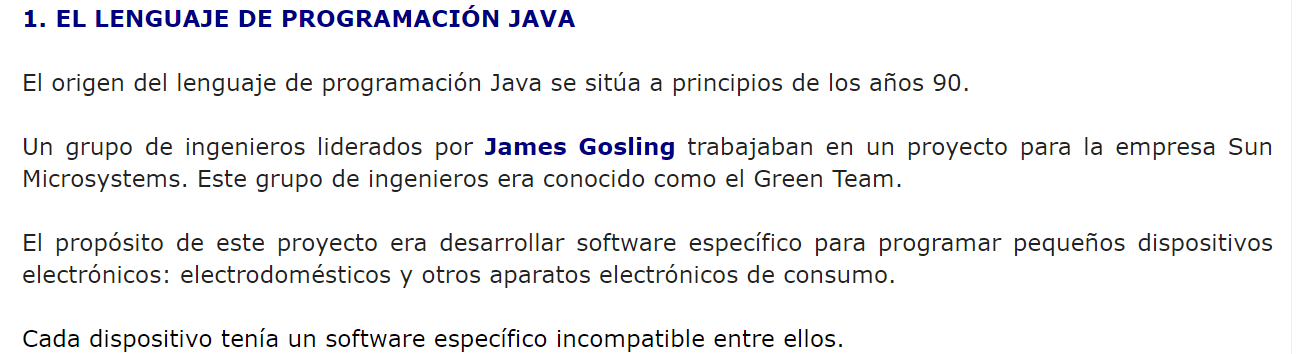 1. EL LENGUAJE DE PROGRAMACIÓN JAVA
El origen del lenguaje de programación Java se sitúa a principios de los años 90.
Un grupo de ingenieros liderados por James Gosling trabajaban en un proyecto para la empresa Sun
Microsystems. Este grupo de ingenieros era conocido como el Green Team.
El propósito de este proyecto era desarrollar software específico para programar pequeños dispositivos
electrónicos: electrodomésticos y otros aparatos electrónicos de consumo.
Cada dispositivo tenía un software específico incompatible entre ellos.